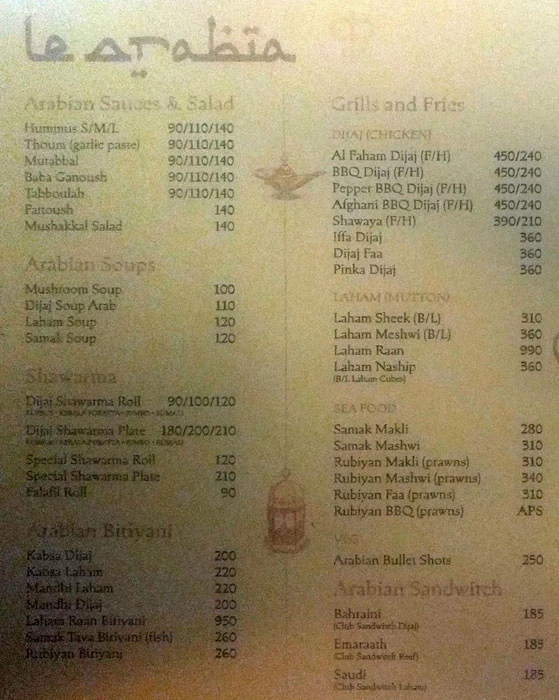 le arabia
Arabian Sauces & Salad
Hummus S/M/L 90/110/140
Thoum (garlic paste) 90/110/140
Mutabbal 90/110/140
Baba Ganoush 90/110/140
Tabboulah 90/110/140
Fattoush 140
Mushakkal Salad 140
Arabian Soups
Mushroom Soup 100
Dijaj Soup Arab 110
Laham Soup 120
Samak Soup 120
Shawarma
Dijaj Shawarma Roll 90/100/120
Dijaj Shawarma Plate 180/200/210
Special Shawarma Roll 120
Special Shawarma Plate 210
Falafil Roll 90
Arabian Biriyani
Kabsa Dijaj 200
Kabsa Laham 220
Mandhi Laham 220
Mandhi Dijaj 200
Laham Raan Biriyani 950
Samak Tava Biriyani (fish) 260
Rubiyan Biriyani 260
Grills and Fries
DIJAJ (CHICKEN)
Al Faham Dijaj (F/H) 450/240
BBQ Dijaj (F/H) 450/240
Pepper BBQ Dijaj (F/H) 450/240
Afghani BBQ Dijaj (F/H) 450/240
Shawaya (F/H) 390/210
Iffa Dijaj 360
Dijaj Faa 360
Pinka Dijaj 360
LAHAM (MUTTON)
Laham Sheek (B/L) 310
Laham Meshwi (B/L) 360
Laham Raan 990
Laham Naship 360
(B/L Laham Cubes)
SEA FOOD
Samak Makli 280
Samak Mashwi 310
Rubiyan Makli (prawns) 310
Rubiyan Mashwi (prawns) 340
Rubiyan Faa (prawns) 310
Rubiyan BBQ (prawns) APS
VEG
Arabian Bullet Shots 250
Arabian Sandwitch
Bahraini 185
(Club Sandwitch Dijaj)
Emaraath 185
(Club Sandwitch Beef)
Saudi 185
(Club Sandwitch Laham)